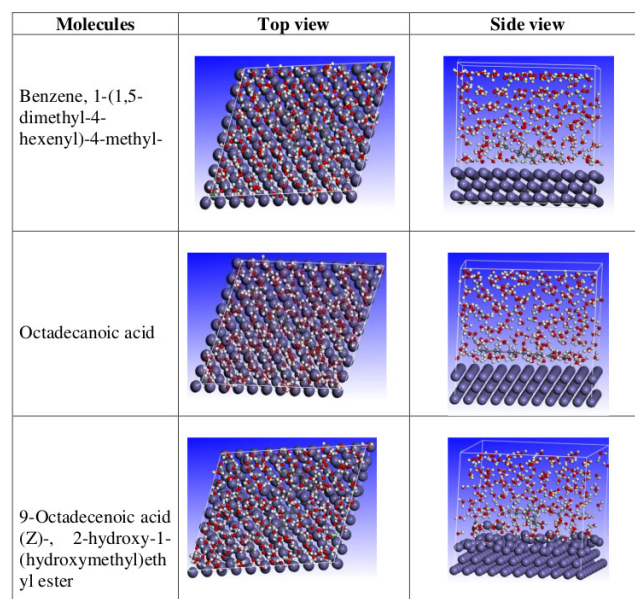 Molecules
Top view
Side view
Benzene, 1-(1,5-
dimethyl-4-
hexenyl)-4-methyl-
Octadecanoic acid
9-Octadecenoic acid
(Z)-, 2-hydroxy-1-
(hydroxymethyl)eth
yl ester